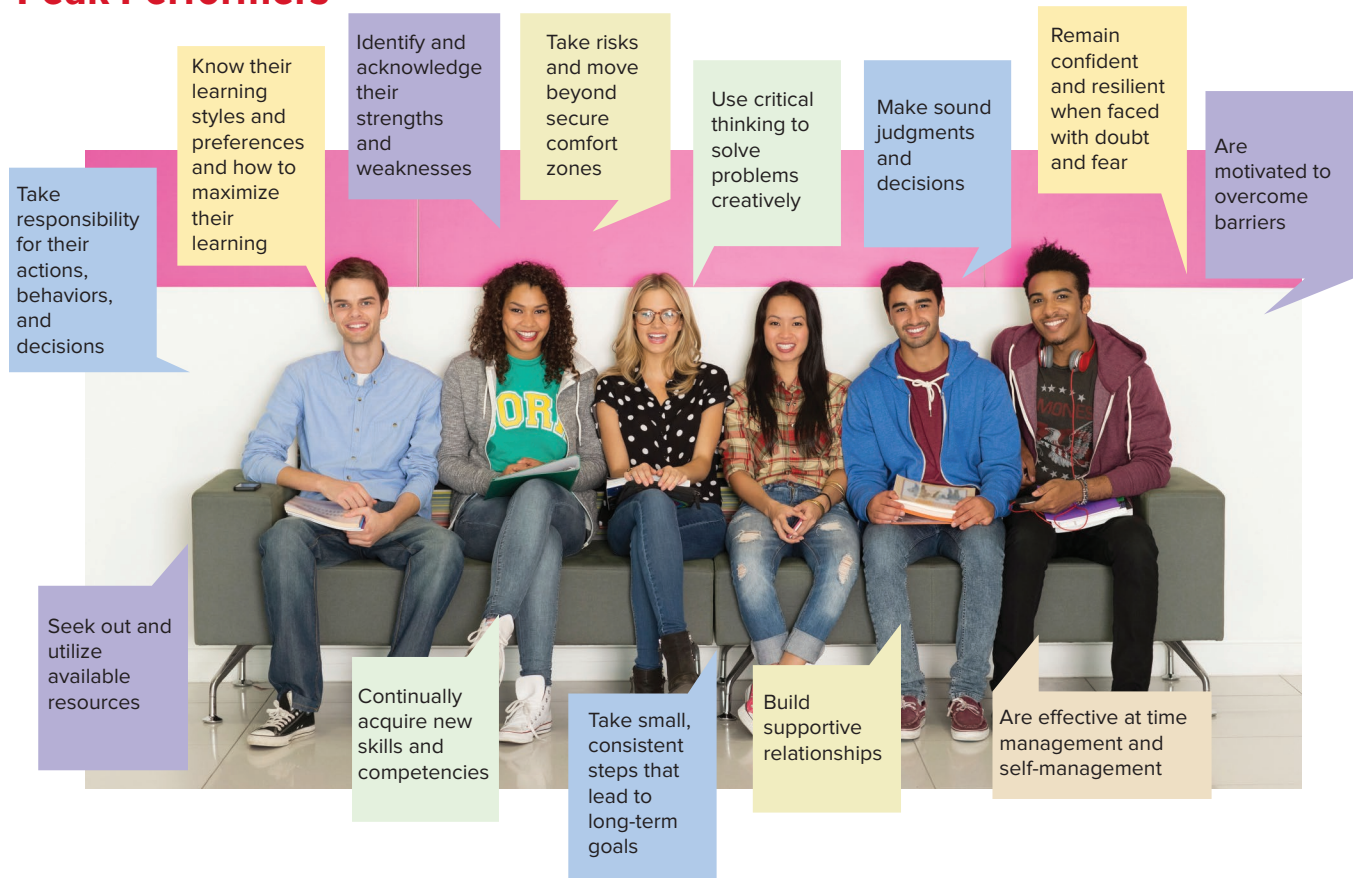 Peak Performers
Take
responsibility
for their
actions,
behaviors,
and
decisions
Know their
learning
styles and
preferences
and how to
maximize
their
learning
Identify and
acknowledge
their
strengths
and
weaknesses
Take risks
and move
beyond
secure
comfort
zones
Use critical
thinking to
solve
problems
creatively
Make sound
judgments
and
decisions
Remain
confident
and resilient
when faced
with doubt
and fear
Are
motivated to
overcome
barriers
Seek out and
utilize
available
resources
Continually
acquire new
skills and
competencies
Take small,
consistent
steps that
lead to
long-term
goals
Build
supportive
relationships
Are effective at time
management and
self-management